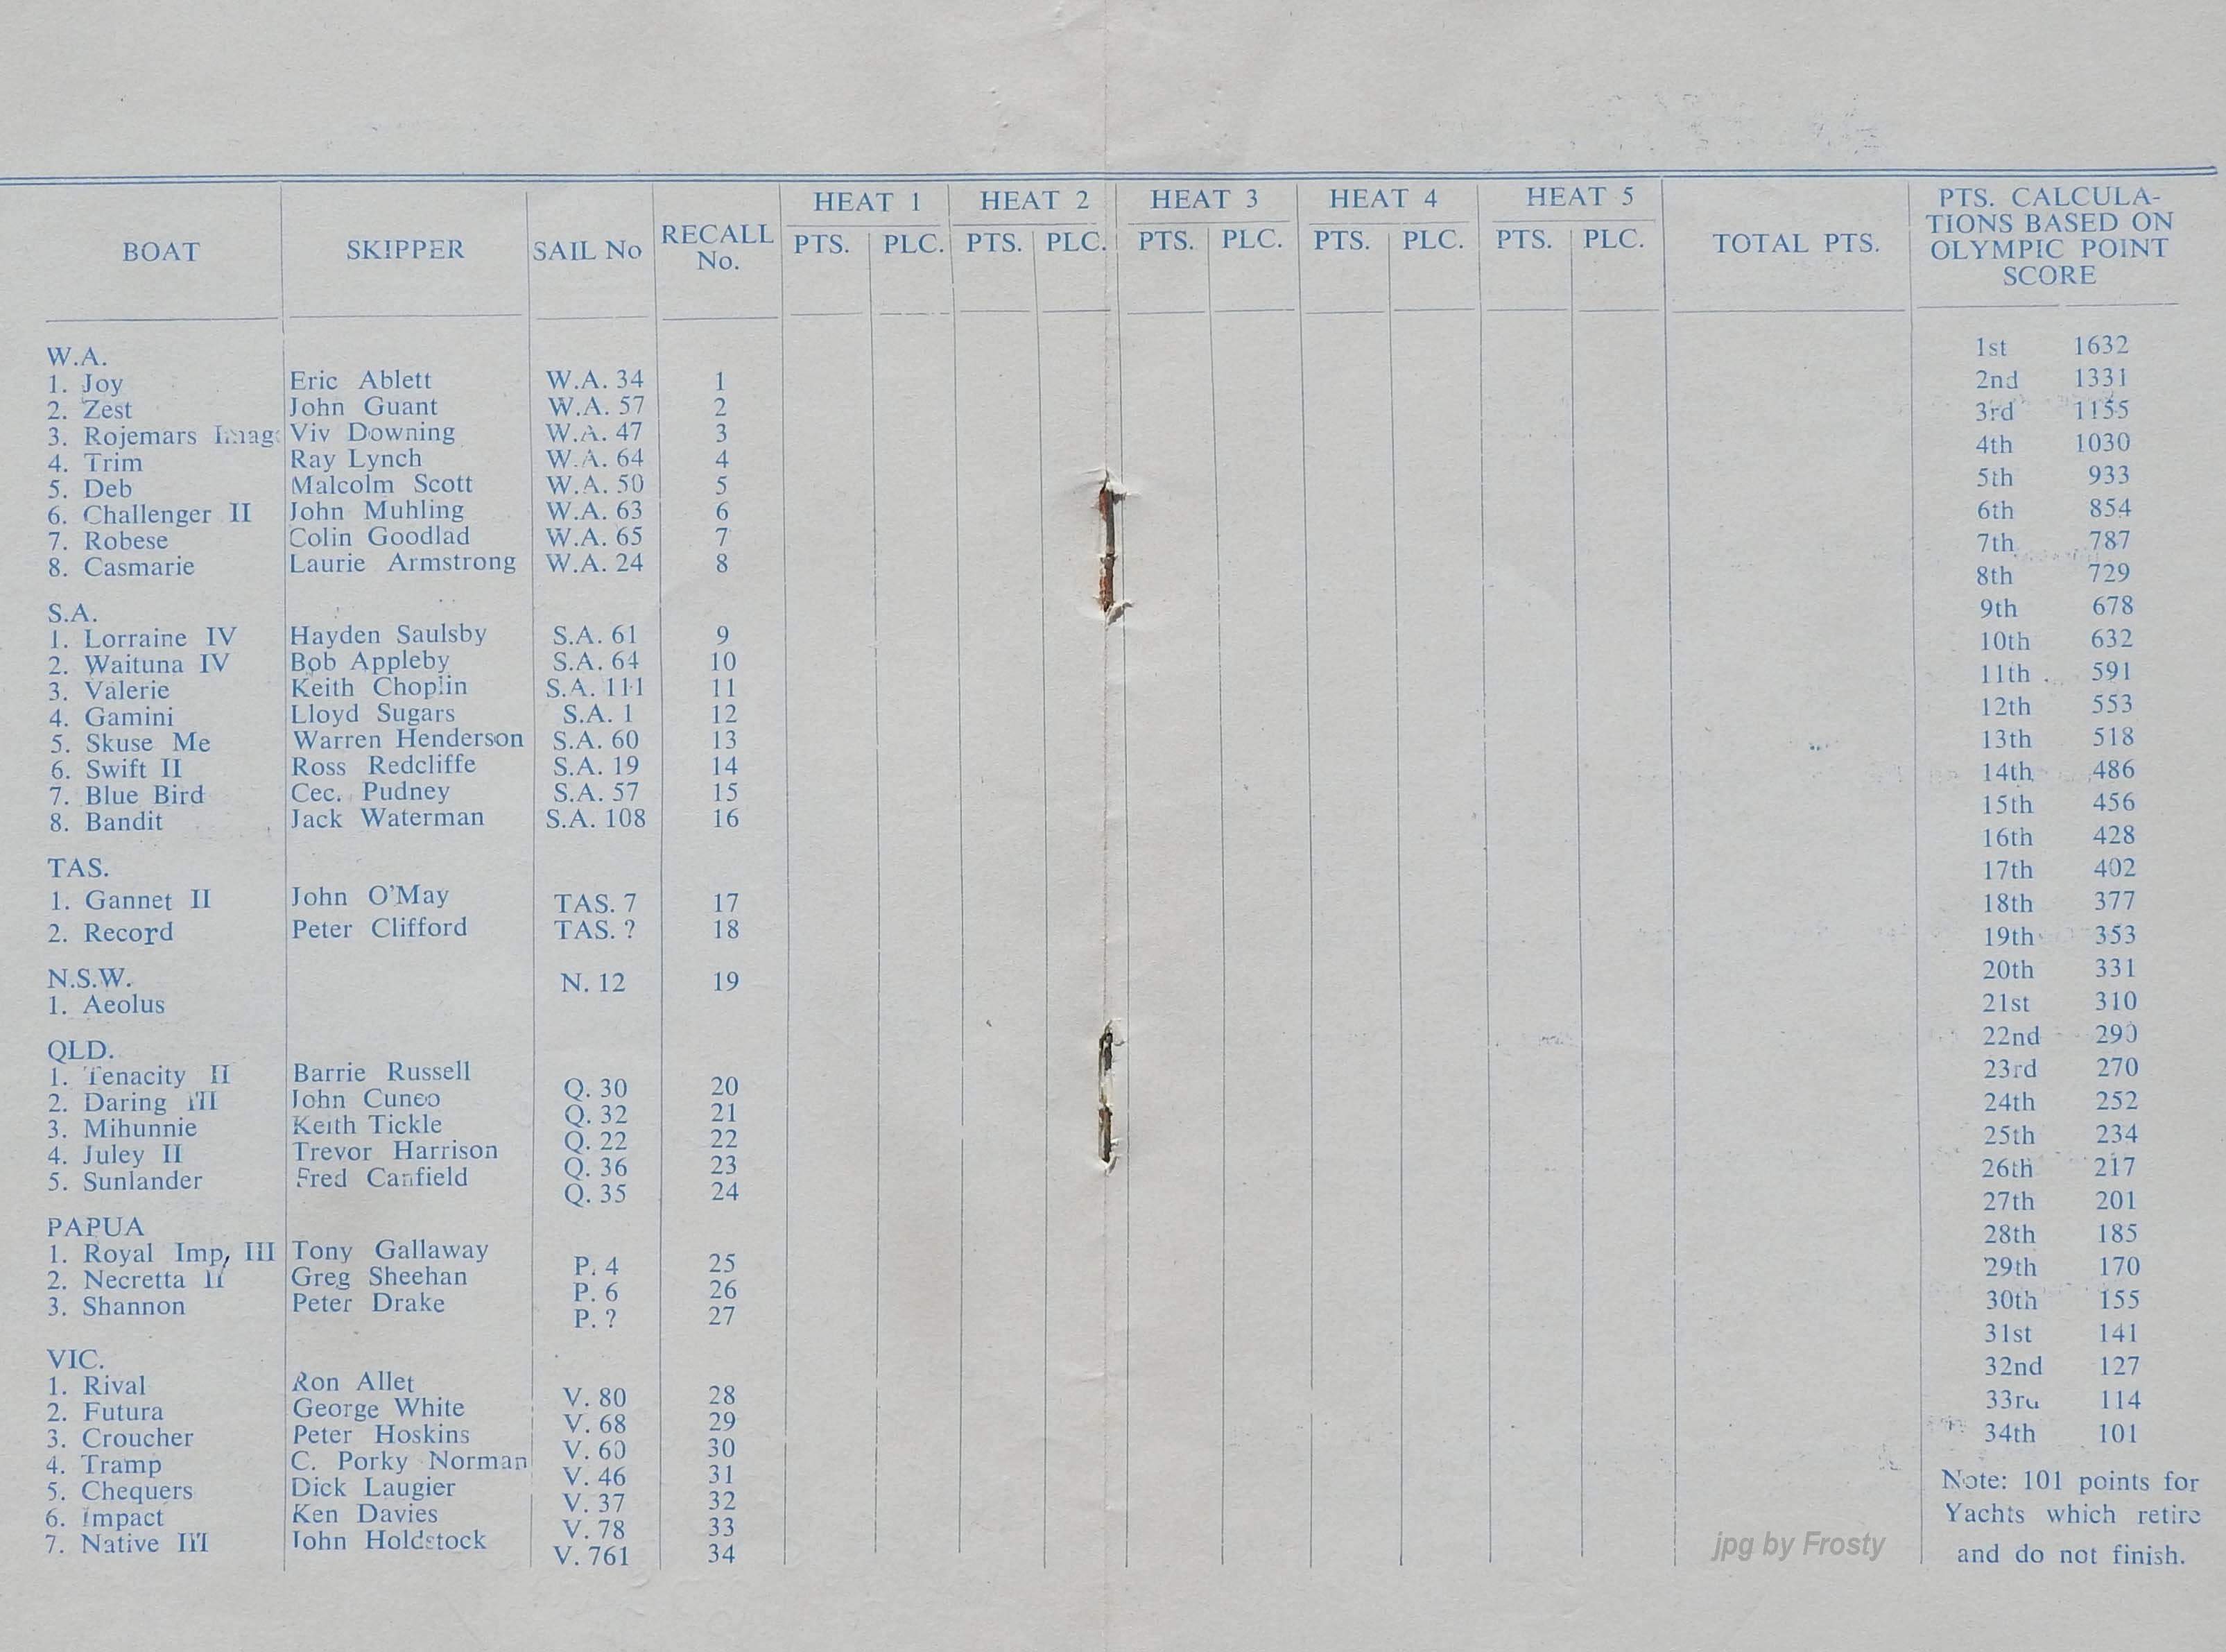 BOAT SKIPPER SAIL No RECALL No. HEAT 1 HEAT 2 HEAT 3 HEAT 4 HEAT 5 TOTAL PTS. PTS. CALCULA-
TIONS BASED ON
OLYMPIC POINT
SCORE
PTS. PLC. PTS. PLC. PTS. PLC. PTS. PLC. PTS. PLC.
W.A.
1. Joy Eric Ablett W.A. 34 1
2. Zest John Guant W.A. 57 2
3. Rojemars Image Viv Downing W.A. 47 3
4. Trim Ray Lynch W.A. 64 4
5. Deb Malcolm Scott W.A. 50 5
6. Challenger II John Muhling W.A. 63 6
7. Robese Colin Goodlad W.A. 65 7
8. Casmarie Laurie Armstrong W.A. 24 8
S.A.
1. Lorraine IV Hayden Saulsby S.A. 61 9
2. Waituna IV Bob Appleby S.A. 64 10
3. Valerie Keith Choplin S.A. 111 11
4. Gamini Lloyd Sugars S.A. 1 12
5. Skuse Me Warren Henderson S.A. 60 13
6. Swift II Ross Redcliffe S.A. 19 14
7. Blue Bird Cec. Pudney S.A. 57 15
8. Bandit Jack Waterman S.A. 108 16
TAS.
1. Gannet II John O'May TAS. 7 17
2. Record Peter Clifford TAS. ? 18
N.S.W.
1. Aeolus N. 12 19
QLD.
1. Tenacity II Barrie Russell Q. 30 20
2. Daring III John Cuneo Q. 32 21
3. Mihunnie Keith Tickle Q. 22 22
4. Juley II Trevor Harrison Q. 36 23
5. Sunlander Fred Canfield Q. 35 24
PAPUA
1. Royal Imp, III Tony Gallaway P. 4 25
2. Necretta II Greg Sheehan P. 6 26
3. Shannon Peter Drake P. ? 27
VIC.
1. Rival Ron Allet V. 80 28
2. Futura George White V. 68 29
3. Croucher Peter Hoskins V. 60 30
4. Tramp C. Porky Norman V. 46 31
5. Chequers Dick Laugier V. 37 32
6. Impact Ken Davies V. 78 33
7. Native III John Holdstock V. 761 34
1st 1632
2nd 1331
3rd 1155
4th 1030
5th 933
6th 854
7th 787
8th 729
9th 678
10th 632
11th 591
12th 553
13th 518
14th 486
15th 456
16th 428
17th 402
18th 377
19th 353
20th 331
21st 310
22nd 290
23rd 270
24th 252
25th 234
26th 217
27th 201
28th 185
29th 170
30th 155
31st 141
32nd 127
33rd 114
34th 101
Note: 101 points for
Yachts which retire
and do not finish.
jpg by Frosty